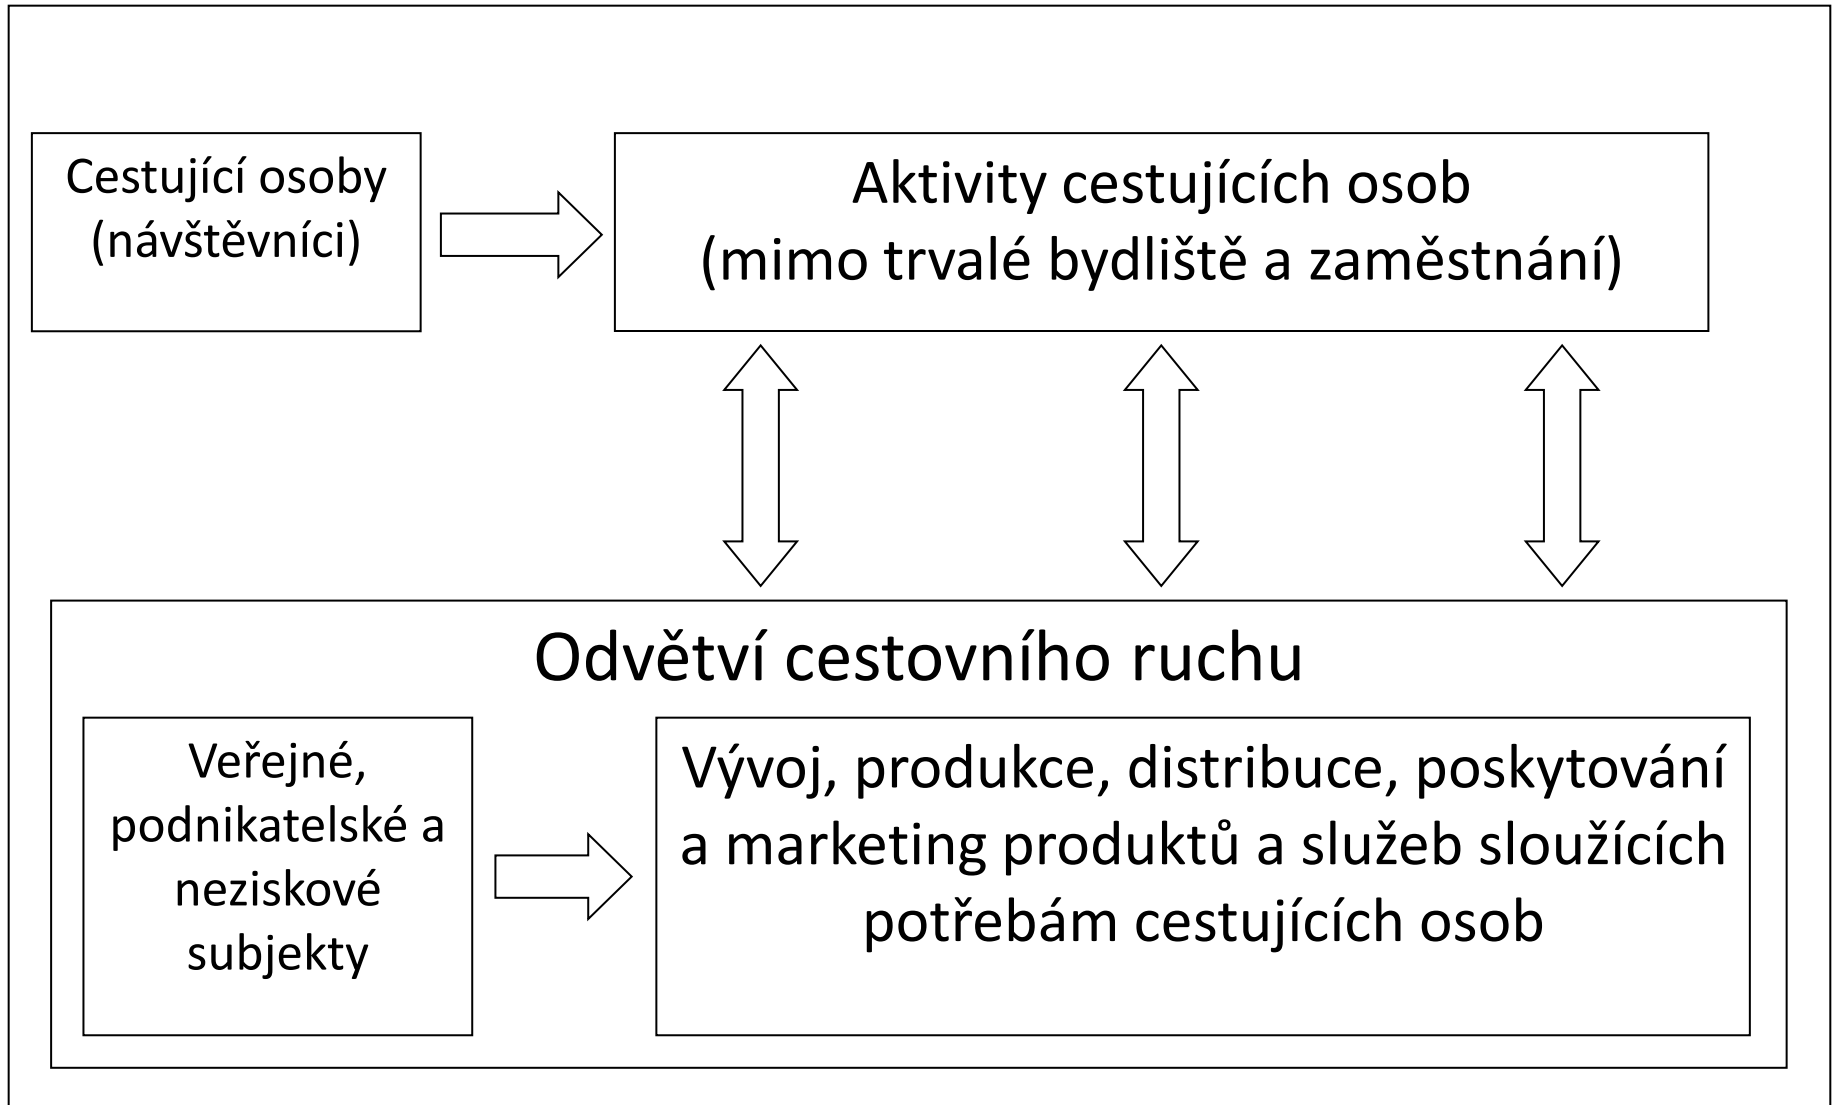 Cestující osoby
(návštěvníci)
Aktivity cestujících osob
(mimo trvalé bydliště a zaměstnání)
Odvětví cestovního ruchu
Veřejné,
podnikatelské a
neziskové
subjekty
Vývoj, produkce, distribuce, poskytování
a marketing produktů a služeb sloužících
potřebám cestujících osob